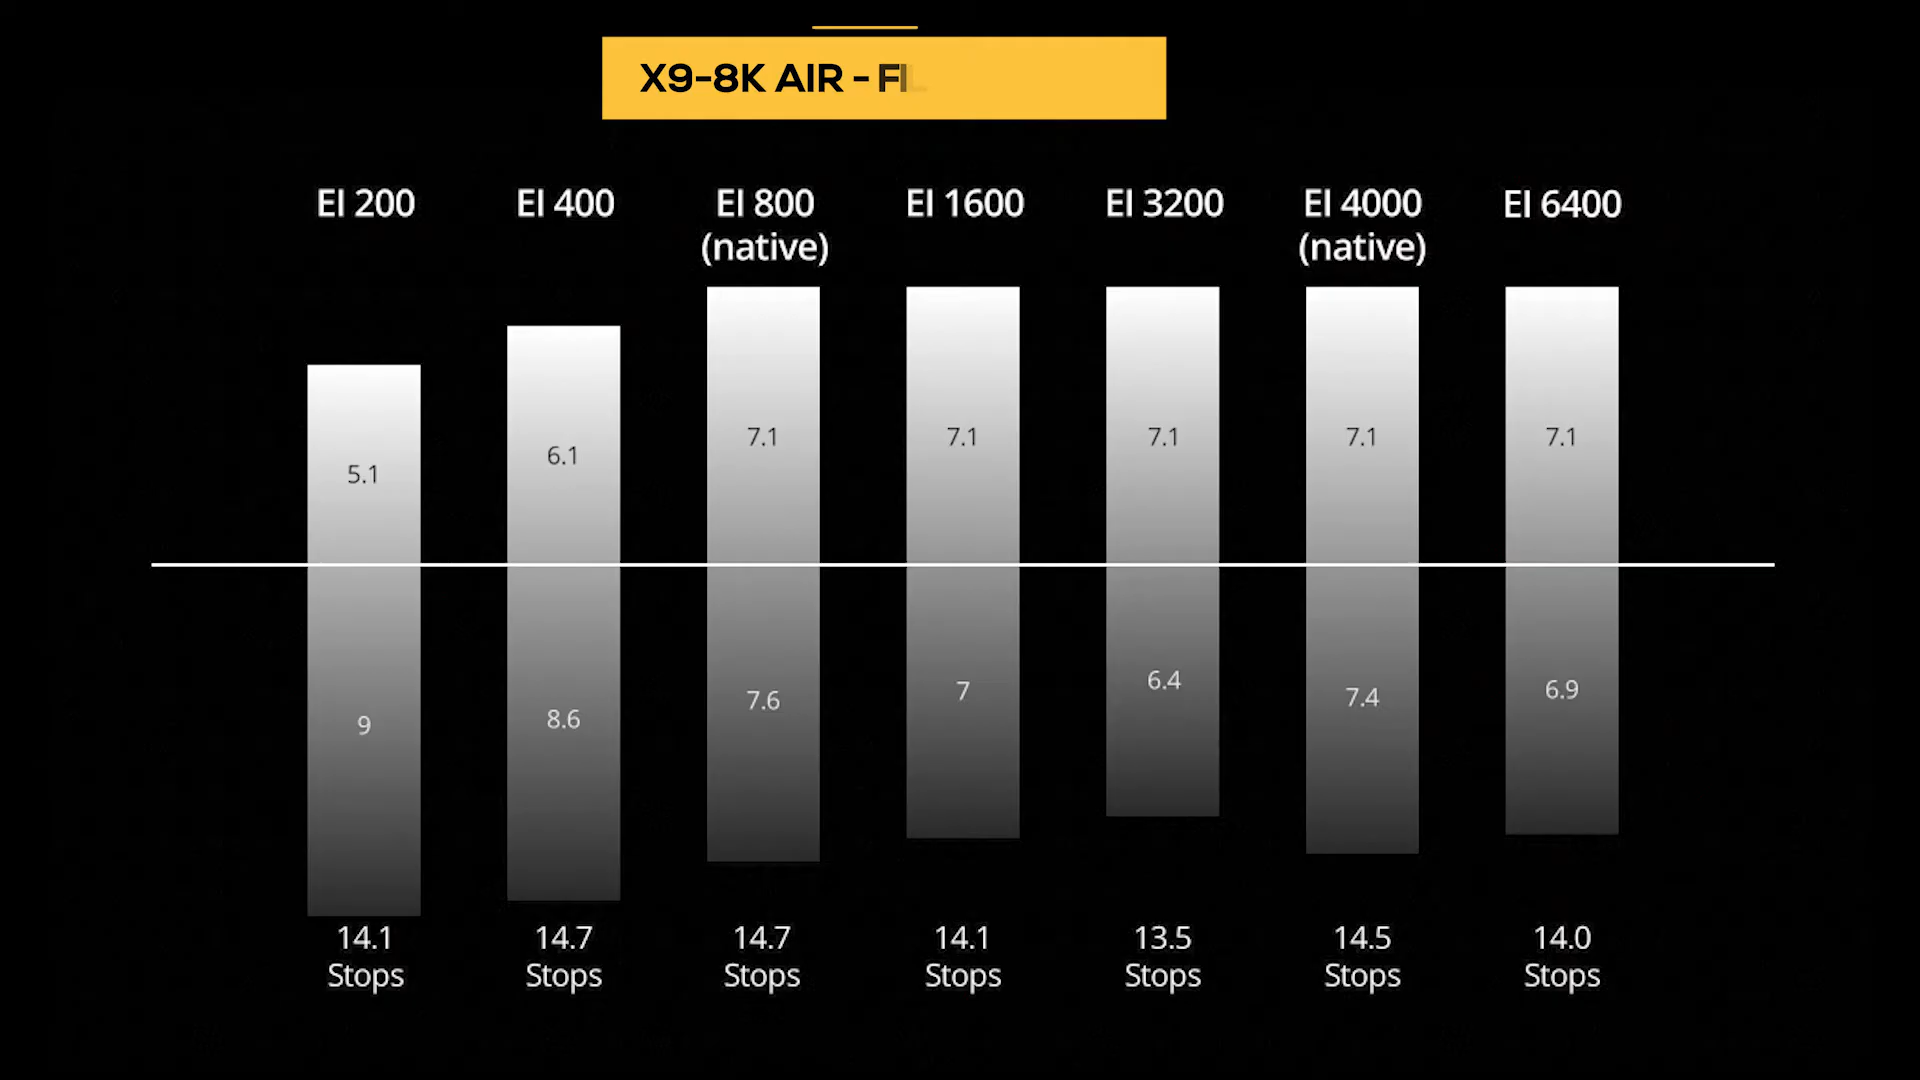 X9-8K AIR - FIL
EI 200 EI 400 EI 800 EI 1600 EI 3200 EI 4000 EI 6400
(native) (native)
5.1 6.1 7.1 7.1 7.1 7.1 7.1
9 8.6 7.6 7 6.4 7.4 6.9
14.1 14.7 14.7 14.1 13.5 14.5 14.0
Stops Stops Stops Stops Stops Stops Stops